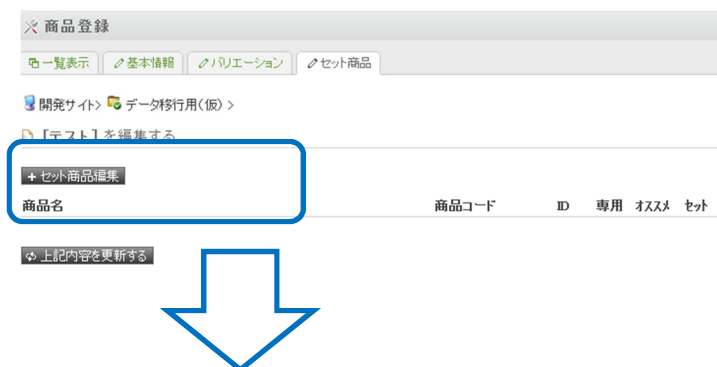 商品登録
一覧表示 基本情報 バリエーション セット商品
開発サイト> データ移行用(仮) >
[テスト]を編集する
+セット商品編集
商品名 商品コード ID 専用 オススメ セット
上記内容を更新する